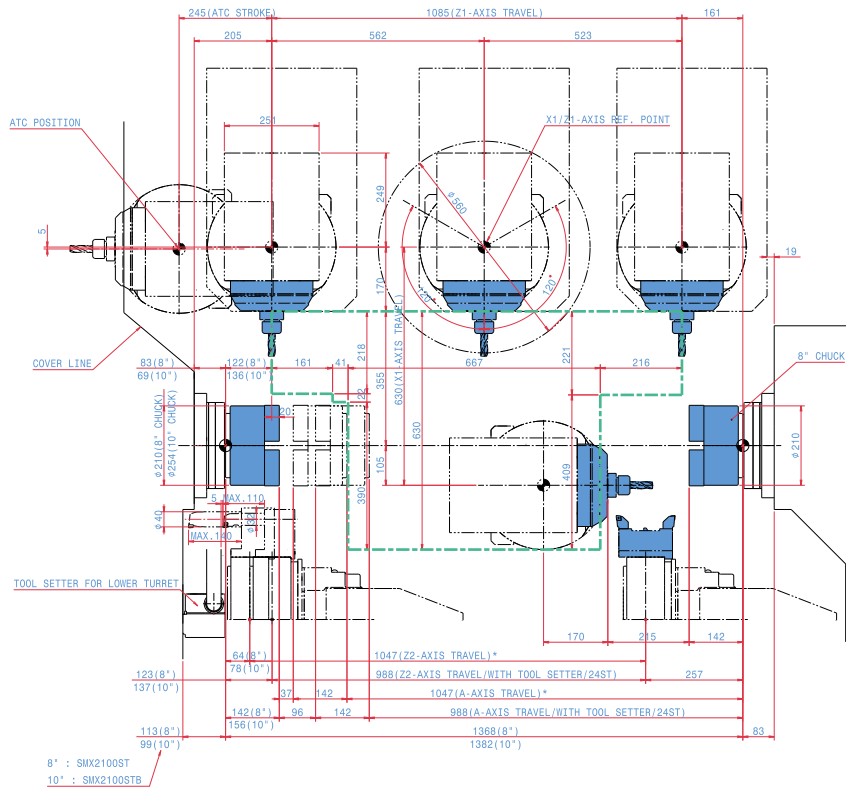 245(ATC STROKE)
1085(Z1-AXIS TRAVEL)
161
205
562
523
ATC POSITION
251
X1/Z1-AXIS REF. POINT
249
φ560
5
19
170
120°
120°
COVER LINE
83(8")
69(10")
122(8")
136(10")
161
41
218
355
630(X1-AXIS TRAVEL)
667
221
216
8" CHUCK
22
20
φ210(8" CHUCK)
φ254(10" CHUCK)
630
105
390
409
φ210
5
MAX.110
φ40
φ32
MAX.140
TOOL SETTER FOR LOWER TURRET
170
215
142
64(8")
78(10")
1047(Z2-AXIS TRAVEL)*
123(8")
137(10")
988(Z2-AXIS TRAVEL/WITH TOOL SETTER/24ST)
257
37
142
1047(A-AXIS TRAVEL)*
142(8")
156(10")
96
142
988(A-AXIS TRAVEL/WITH TOOL SETTER/24ST)
113(8")
99(10")
1368(8")
1382(10")
83
8" : SMX2100ST
10" : SMX2100STB